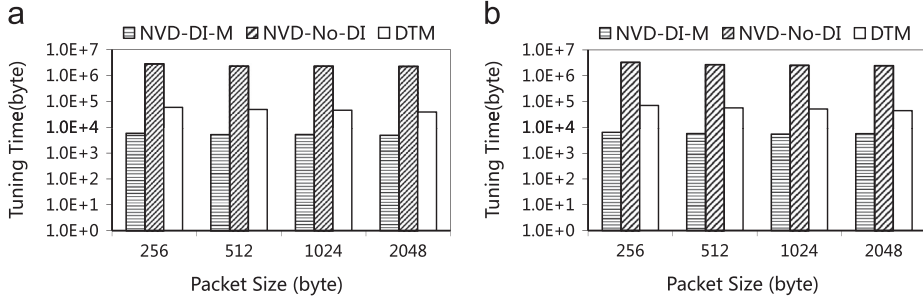 a
NVD-DI-M NVD-No-DI DTM
Tuning Time(byte)
1.0E+7
1.0E+6
1.0E+5
1.0E+4
1.0E+3
1.0E+2
1.0E+1
1.0E+0
256 512 1024 2048
Packet Size (byte)
b
NVD-DI-M NVD-No-DI DTM
Tuning Time(byte)
1.0E+7
1.0E+6
1.0E+5
1.0E+4
1.0E+3
1.0E+2
1.0E+1
1.0E+0
256 512 1024 2048
Packet Size (byte)